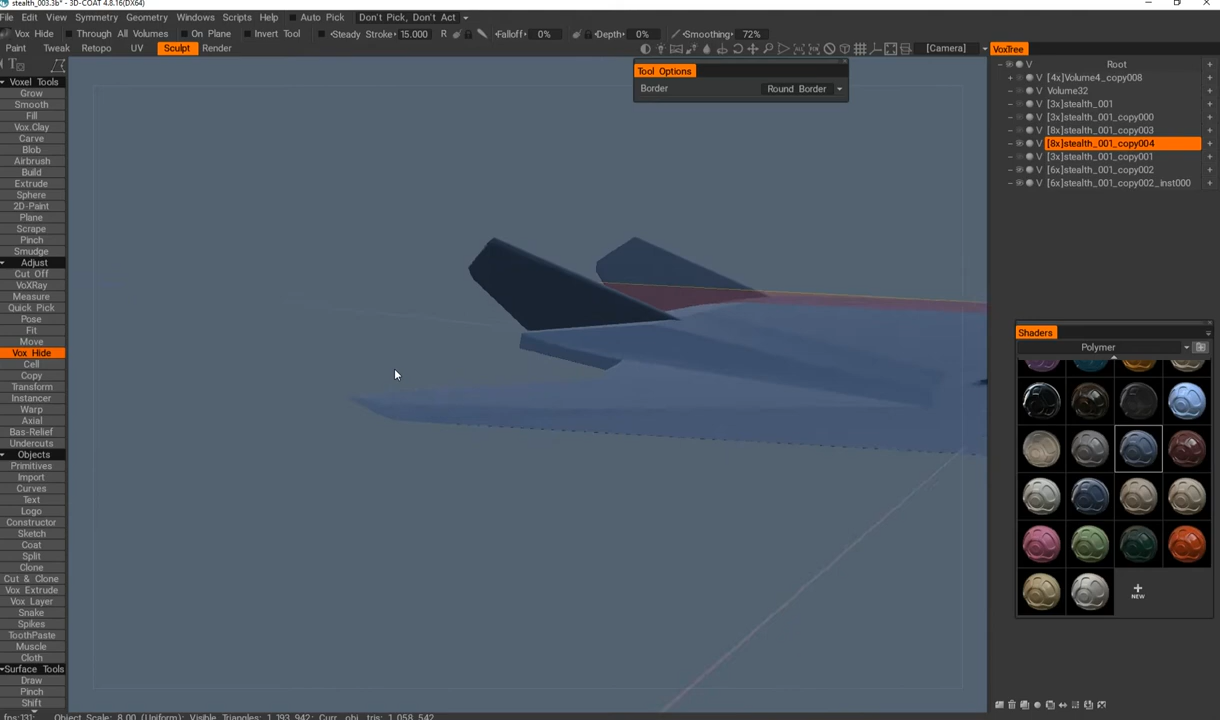 stealth_003.3b* - 3D-COAT 4.8.16(DX64)
File Edit View Symmetry Geometry Windows Scripts Help Auto Pick Don't Pick, Don't Act
Vox Hide Through All Volumes On Plane Invert Tool Steady Stroke: 15.000 R Falloff: 0% Depth: 0% Smoothing: 72%
Paint Tweak Retopo UV Sculpt Render [Camera] VoxTree
Tool Options
Border Round Border
Voxel Tools
Grow
Smooth
Fill
Vox.Clay
Carve
Blob
Airbrush
Build
Extrude
Sphere
2D-Paint
Plane
Scrape
Pinch
Smudge
Adjust
Cut Off
VoXRay
Measure
Quick Pick
Pose
Fit
Move
Vox Hide
Cell
Copy
Transform
Instancer
Warp
Axial
Bas-Relief
Undercuts
Objects
Primitives
Import
Curves
Text
Logo
Constructor
Sketch
Coat
Split
Clone
Cut & Clone
Vox Extrude
Vox Layer
Snake
Spikes
ToothPaste
Muscle
Cloth
Surface Tools
Draw
Pinch
Shift
V Root +
+ V [4x]Volume4_copy008 +
V Volume32 +
V [3x]stealth_001 +
V [3x]stealth_001_copy000 +
V [8x]stealth_001_copy003 +
V [8x]stealth_001_copy004 +
V [3x]stealth_001_copy001 +
V [6x]stealth_001_copy002 +
V [6x]stealth_001_copy002_inst000 +
Shaders
Polymer
NEW
fps:131; Object Scale: 8.00 (Uniform); Visible Triangles: 1 193 942; Curr. obj. tris: 1 058 542